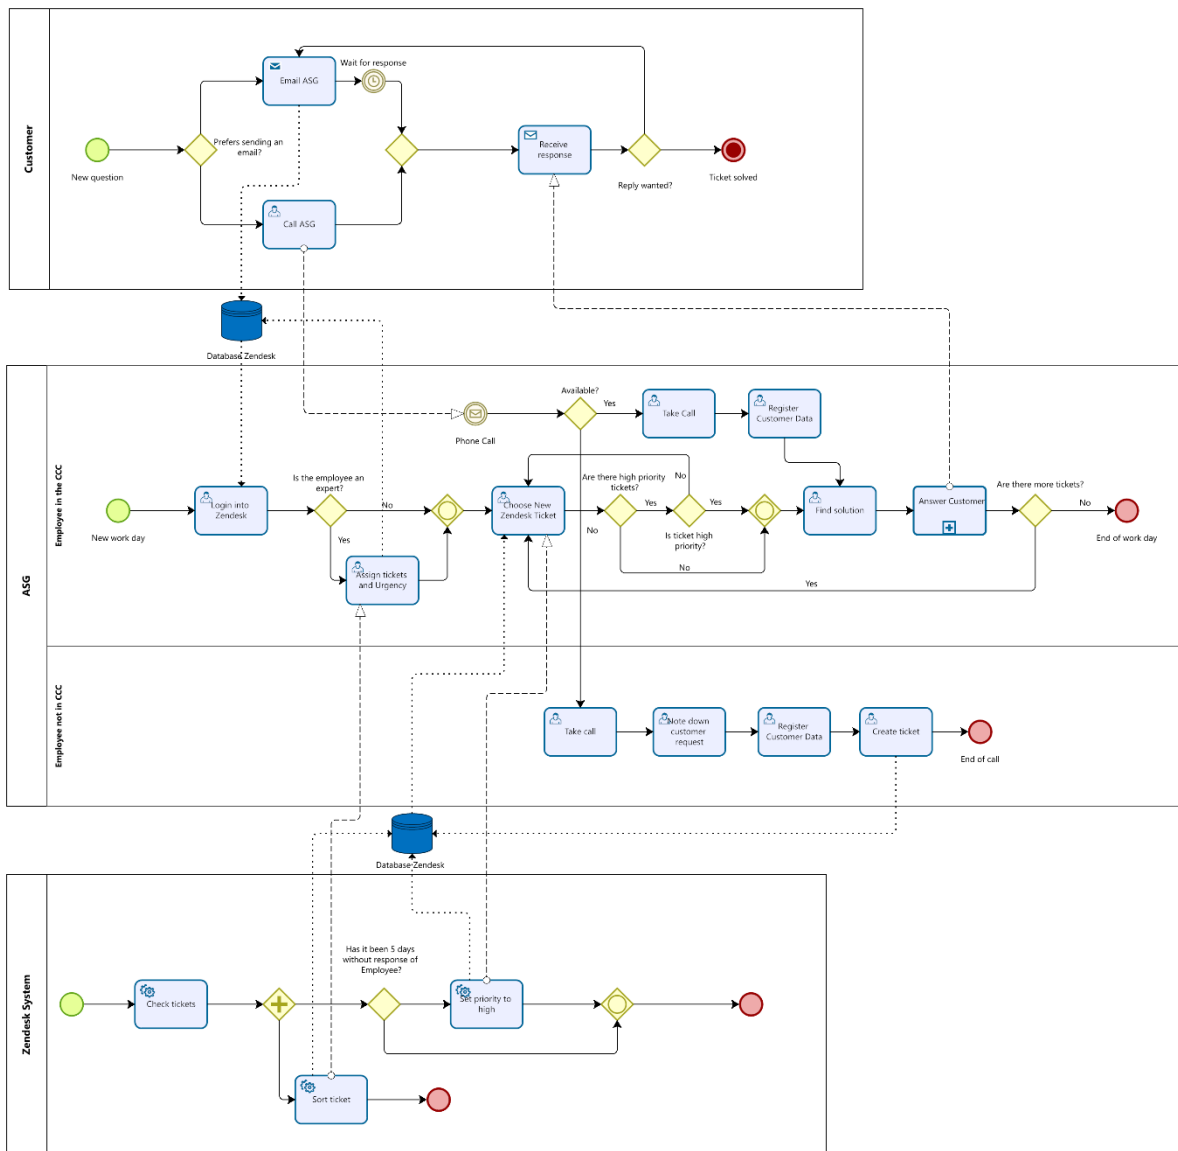 Customer
New question
Prefers sending an
email?
Email ASG
Wait for response
Call ASG
Receive
response
Reply wanted?
Ticket solved
Database Zendesk
ASG
Employee in the CCC
New work day
Login into
Zendesk
Is the employee an
expert?
No
Yes
Assign tickets
and Urgency
Phone Call
Available?
Yes
Take Call
Register
Customer Data
Choose New
Zendesk Ticket
Are there high priority
tickets?
No
Yes
No
Yes
Is ticket high
priority?
No
Find solution
Answer Customer
Are there more tickets?
No
End of work day
Yes
Employee not in CCC
Take call
Note down
customer
request
Register
Customer Data
Create ticket
End of call
Database Zendesk
Zendesk System
Check tickets
Has it been 5 days
without response of
Employee?
Set priority to
high
Sort ticket